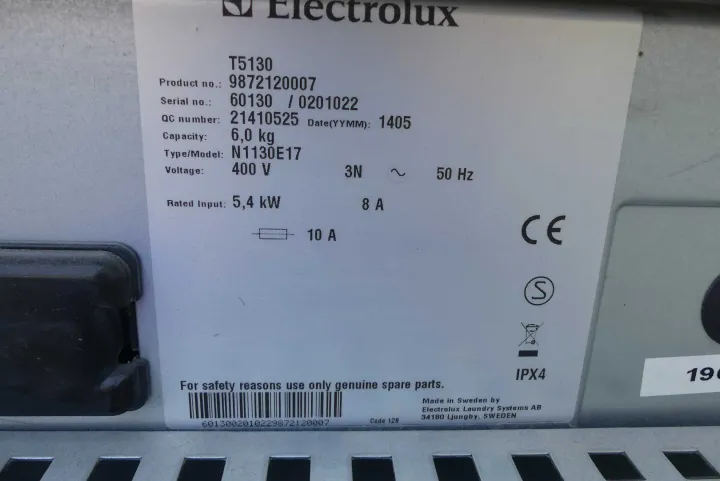 Electrolux
T5130
Product no.: 9872120007
Serial no.: 60130 / 0201022
QC number: 21410525 Date(YYMM): 1405
Capacity: 6,0 kg
Type/Model: N1130E17
Voltage: 400 V 3N ~ 50 Hz
Rated Input: 5,4 kW 8 A
10 A
CE
S
IPX4
For safety reasons use only genuine spare parts.
Made in Sweden by
Electrolux Laundry Systems AB
34180 Ljungby, SWEDEN
Code 128
6013002010229872120007